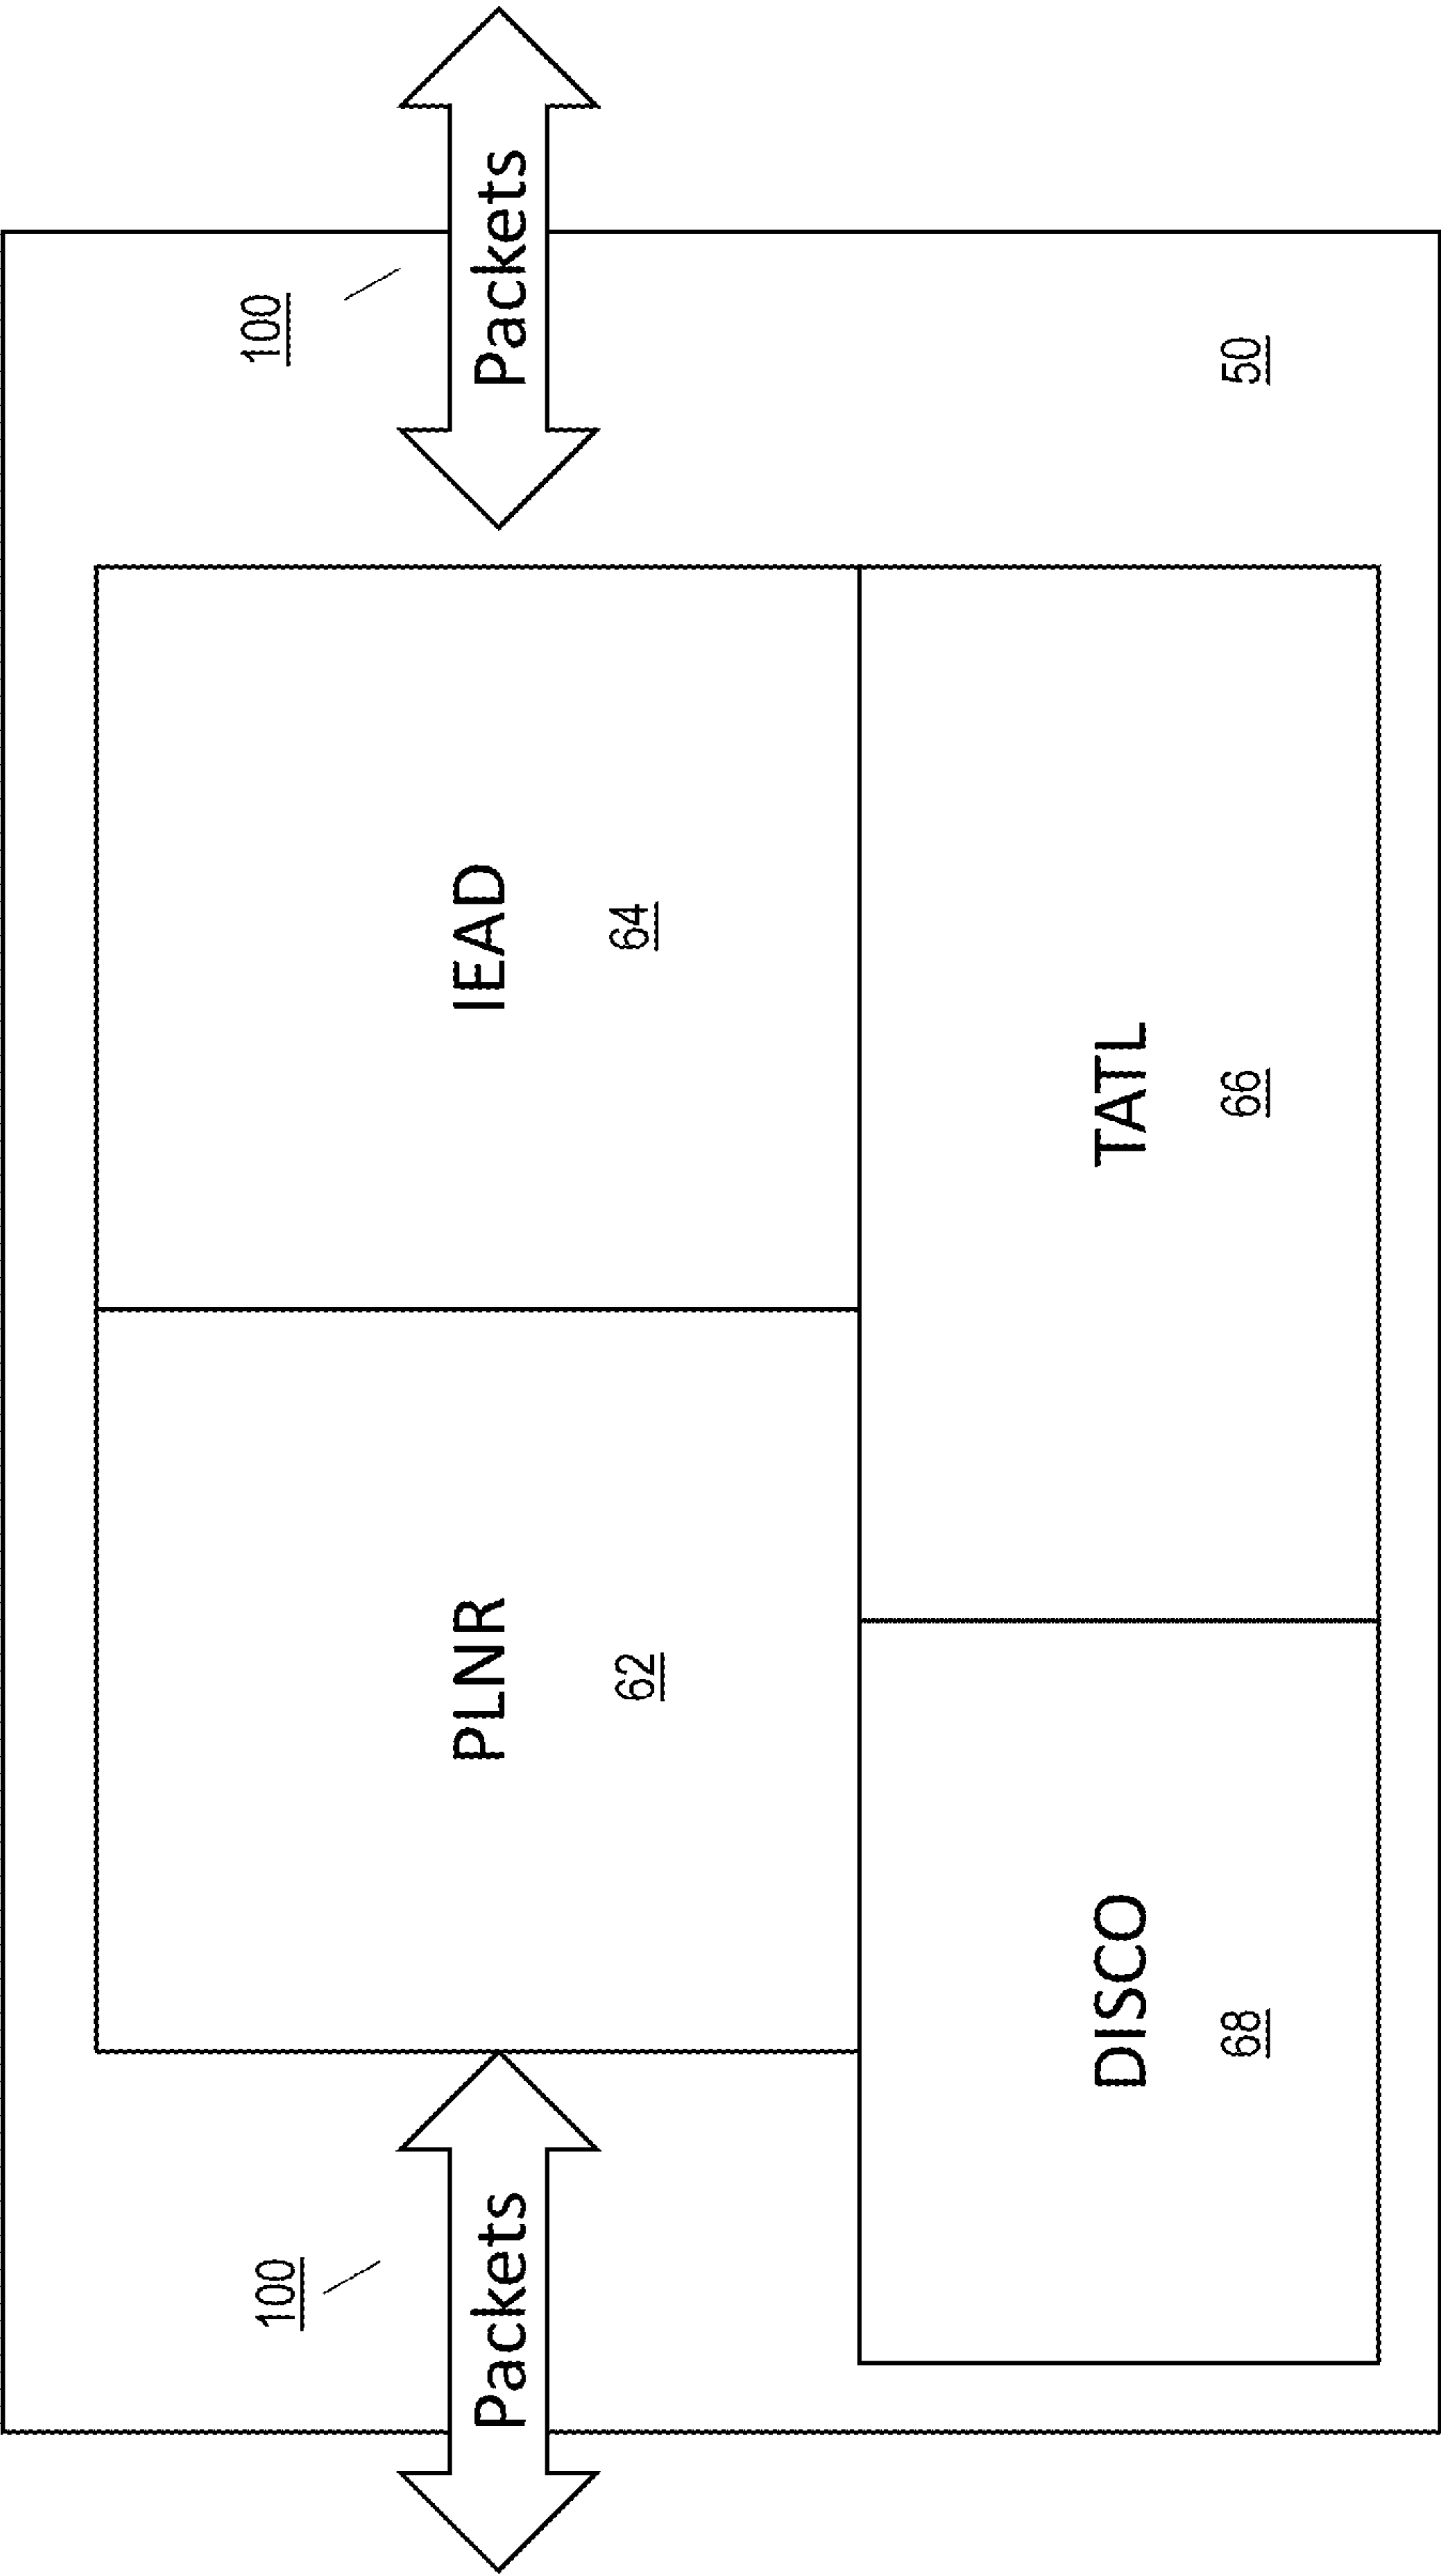 100
100
Packets
PLNR
IEAD
Packets
62
64
DISCO
TATL
68
66
50